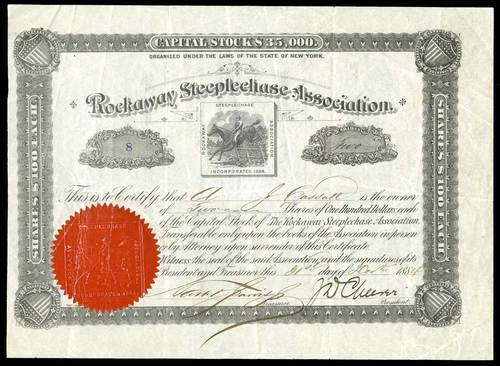 CAPITAL STOCK $35,000.
ORGANIZED UNDER THE LAWS OF THE STATE OF NEW YORK.
Rockaway Steeplechase Association.
STEEPLECHASE
ROCKAWAY
ASSOCIATION
INCORPORATED 1884
8
Two
SHARES $100 EACH
SHARES $100 EACH
This is to Certify that A J Cassatt is the owner
of Two Shares of One Hundred Dollars each
of the Capital Stock of The Rockaway Steeplechase Association
Transferable only upon the books of the Association in person
or by Attorney upon surrender of this Certificate.
Witness the seal of the said Association, and the signatures of its
President and Treasurer this day of 188
Treasurer
J D Cheever
President
STEEPLECHASE
INCORPORATED 1884